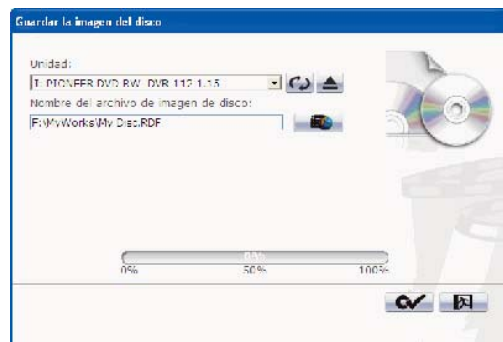 Guardar la imagen del disco
Unidad:
I: PIONEER DVD-RW DVR-112 1.15
Nombre del archivo de imagen de disco:
F:\MyWorks\My Disc.RDF
0%
0% 50% 100%